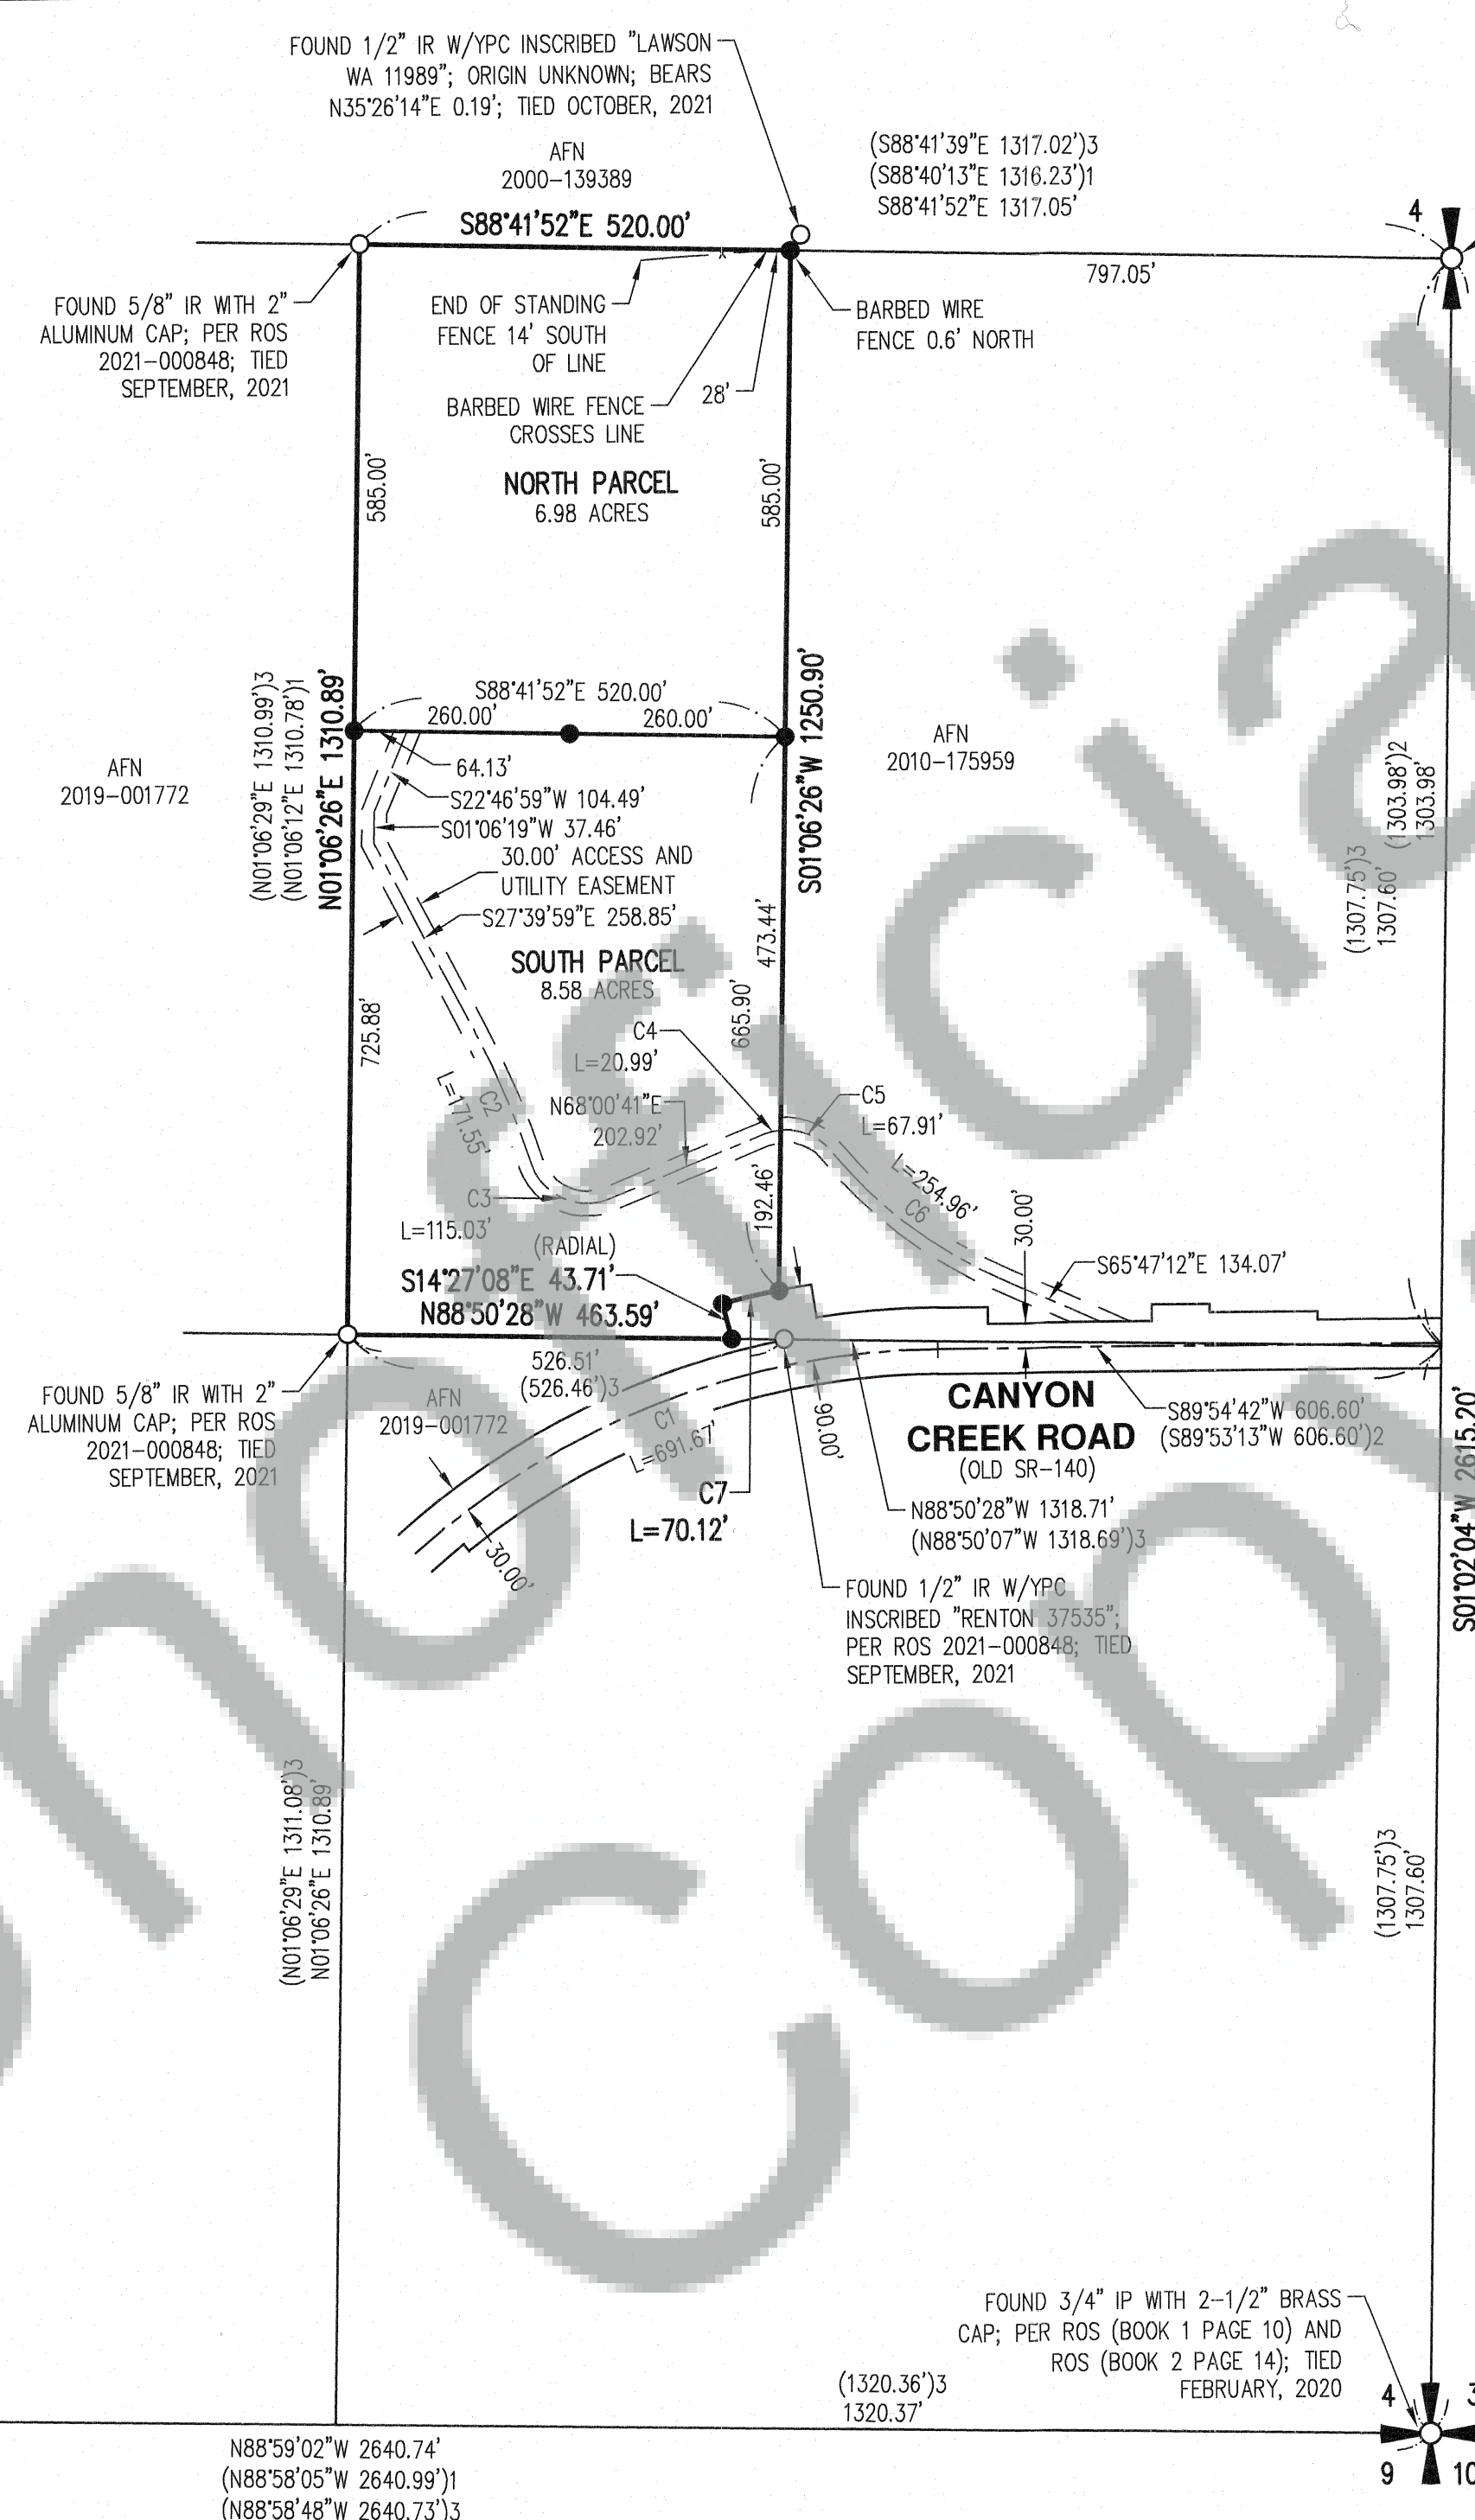 FOUND 1/2" IR W/YPC INSCRIBED "LAWSON
WA 11989"; ORIGIN UNKNOWN; BEARS
N35°26'14"E 0.19'; TIED OCTOBER, 2021
AFN
2000-139389
(S88°41'39"E 1317.02')3
(S88°40'13"E 1316.23')1
S88°41'52"E 1317.05'
S88°41'52"E 520.00'
4
797.05'
FOUND 5/8" IR WITH 2"
ALUMINUM CAP; PER ROS
2021-000848; TIED
SEPTEMBER, 2021
END OF STANDING
FENCE 14' SOUTH
OF LINE
BARBED WIRE
FENCE 0.6' NORTH
28'
BARBED WIRE FENCE
CROSSES LINE
585.00'
NORTH PARCEL
6.98 ACRES
585.00'
(N01°06'29"E 1310.99')3
(N01°06'12"E 1310.78')1
N01°06'26"E 1310.89'
S88°41'52"E 520.00'
260.00'
260.00'
S01°06'26"W 1250.90'
AFN
2010-175959
AFN
2019-001772
(1303.98')2
1303.98'
(1307.75')3
1307.60'
64.13'
S22°46'59"W 104.49'
S01°06'19"W 37.46'
30.00' ACCESS AND
UTILITY EASEMENT
S27°39'59"E 258.85'
473.44'
SOUTH PARCEL
8.58 ACRES
725.88'
665.90'
C4
L=20.99'
C2
L=171.55'
N68°00'41"E
202.92'
C5
L=67.91'
L=254.96'
C6
192.46'
C3
L=115.03'
30.00'
(RADIAL)
S14°27'08"E 43.71'
N88°50'28"W 463.59'
S65°47'12"E 134.07'
526.51'
(526.46')3
FOUND 5/8" IR WITH 2"
ALUMINUM CAP; PER ROS
2021-000848; TIED
SEPTEMBER, 2021
AFN
2019-001772
C1
L=691.67'
90.00'
CANYON
CREEK ROAD
(OLD SR-140)
S89°54'42"W 606.60'
(S89°53'13"W 606.60')2
S01°02'04"W 2615.20'
C7
L=70.12'
N88°50'28"W 1318.71'
(N88°50'07"W 1318.69')3
30.00'
FOUND 1/2" IR W/YPC
INSCRIBED "RENTON 37535";
PER ROS 2021-000848; TIED
SEPTEMBER, 2021
(N01°06'29"E 1311.08')3
N01°06'26"E 1310.89'
(1307.75')3
1307.60'
FOUND 3/4" IP WITH 2-1/2" BRASS
CAP; PER ROS (BOOK 1 PAGE 10) AND
ROS (BOOK 2 PAGE 14); TIED
FEBRUARY, 2020
(1320.36')3
1320.37'
4
3
9
10
N88°59'02"W 2640.74'
(N88°58'05"W 2640.99')1
(N88°58'48"W 2640.73')3